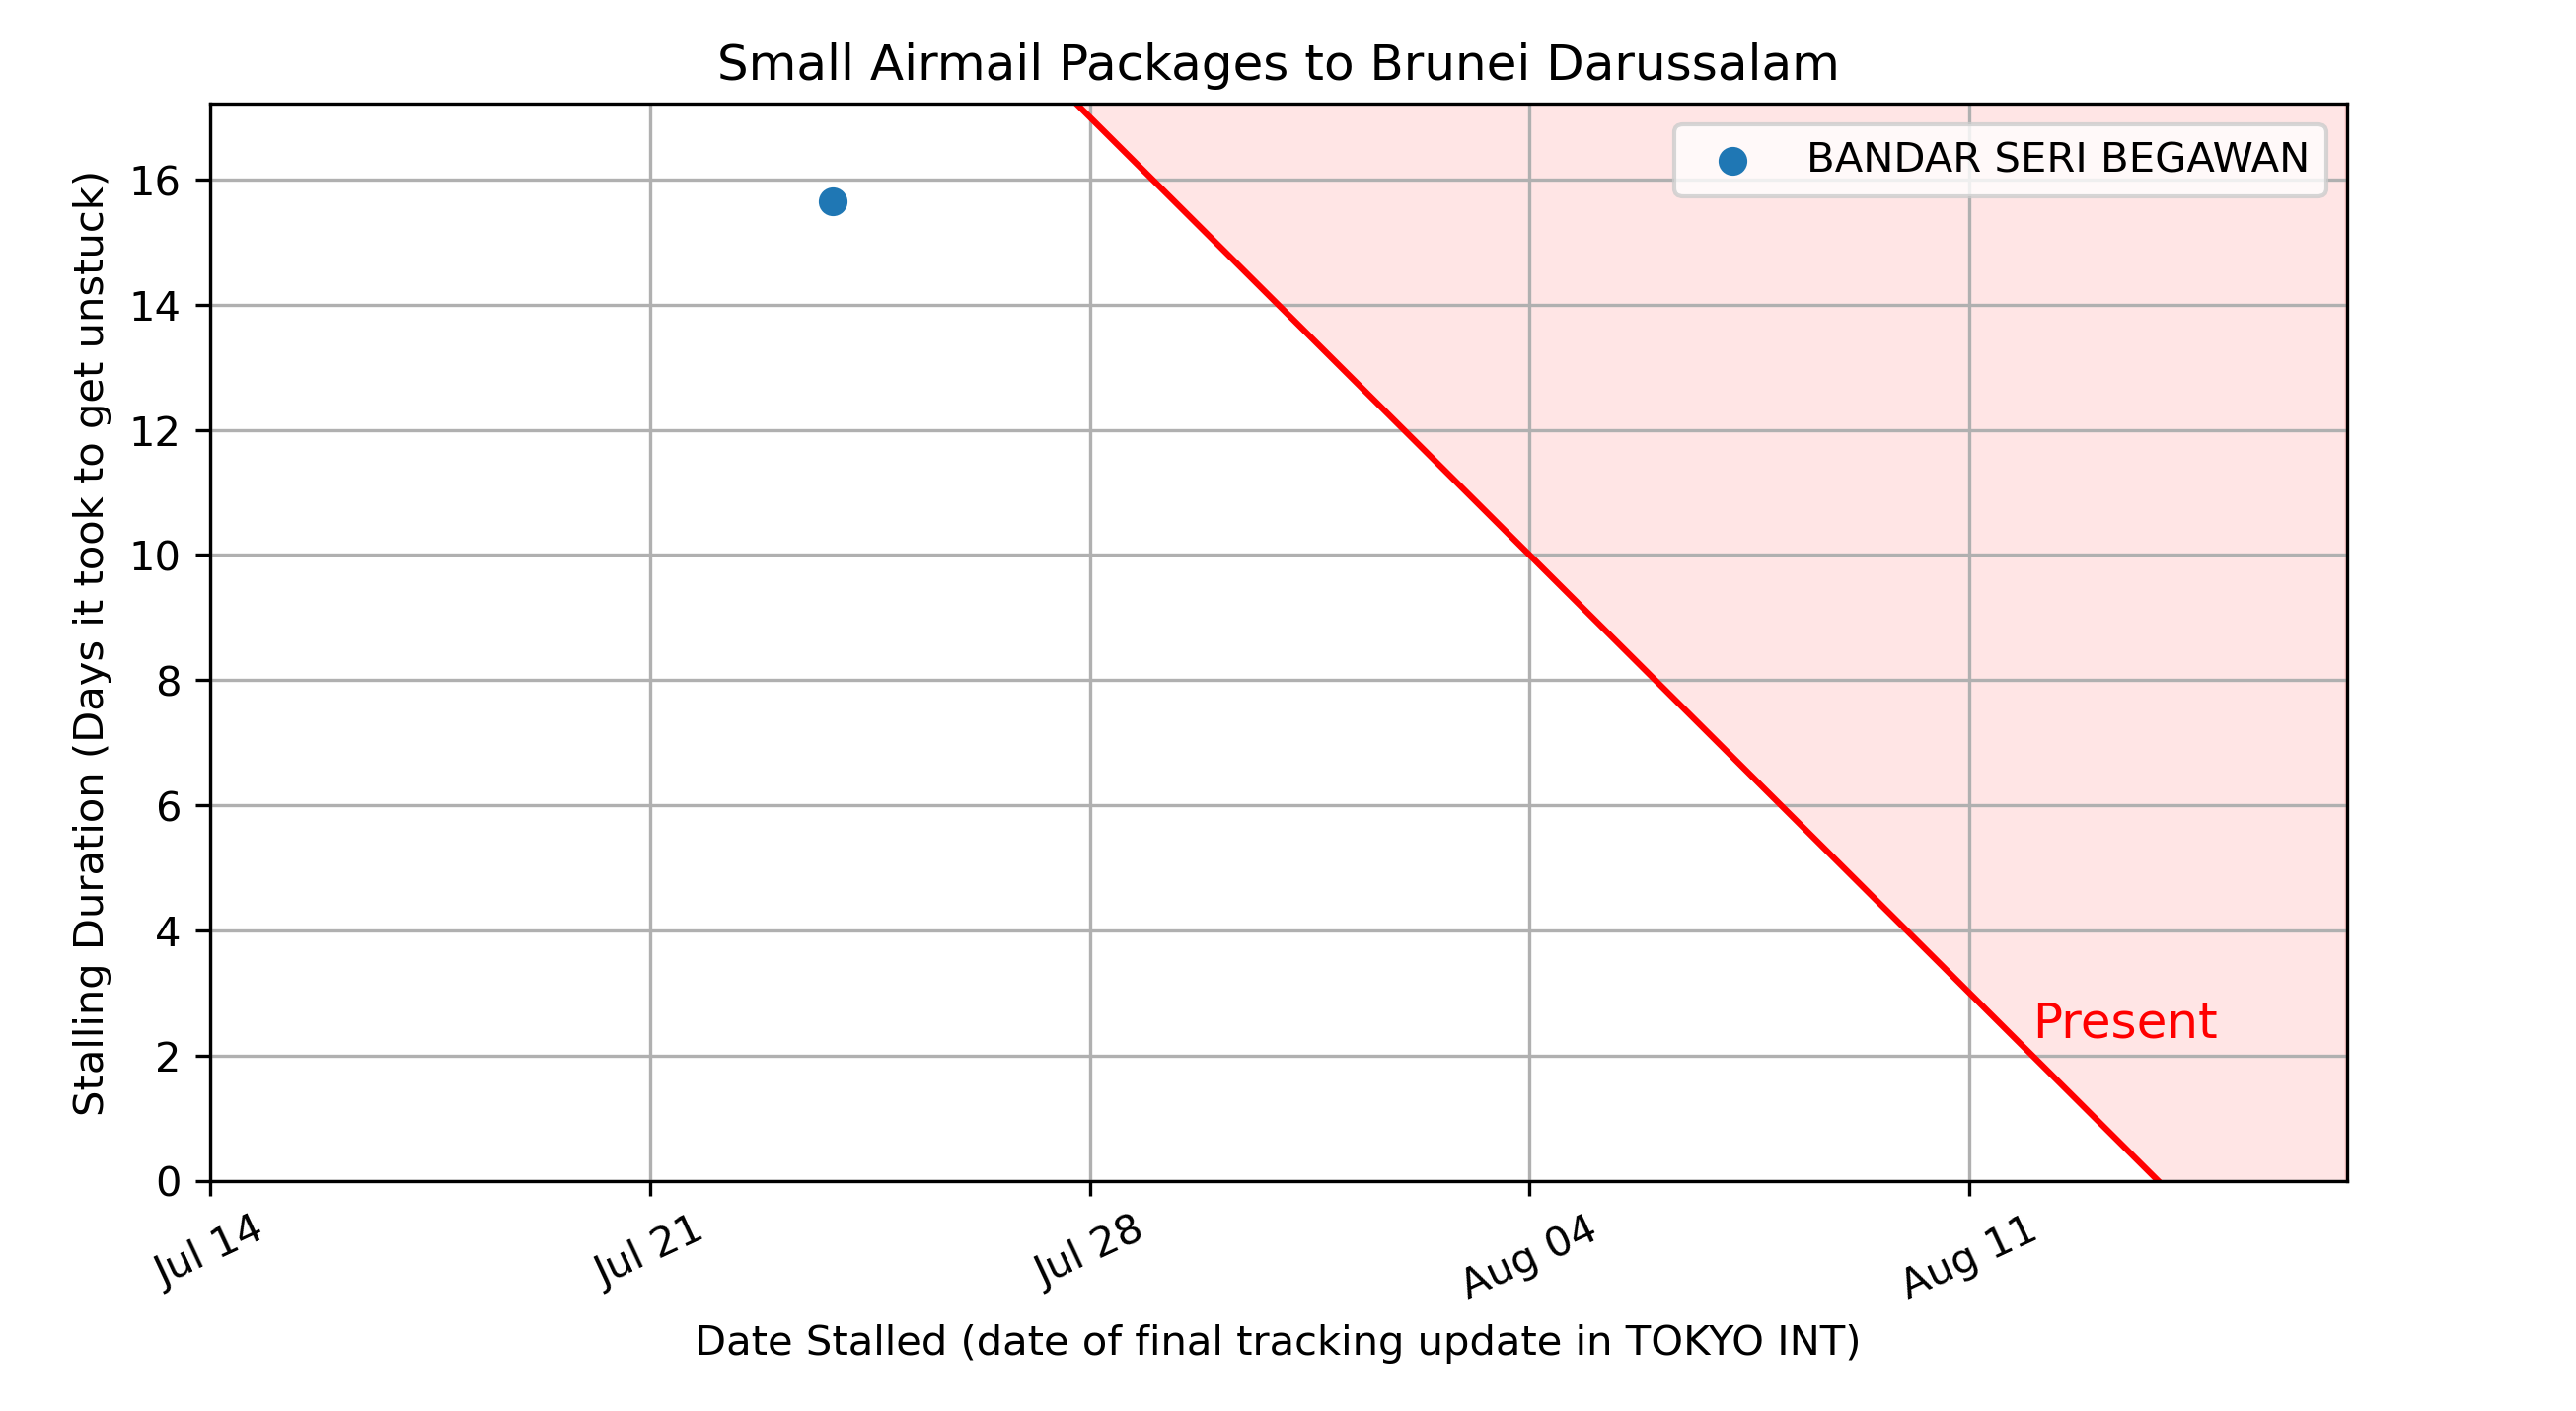 Small Airmail Packages to Brunei Darussalam
BANDAR SERI BEGAWAN
Stalling Duration (Days it took to get unstuck)
16
14
12
10
8
6
4
2
0
Present
Jul 14
Jul 21
Jul 28
Aug 04
Aug 11
Date Stalled (date of final tracking update in TOKYO INT)